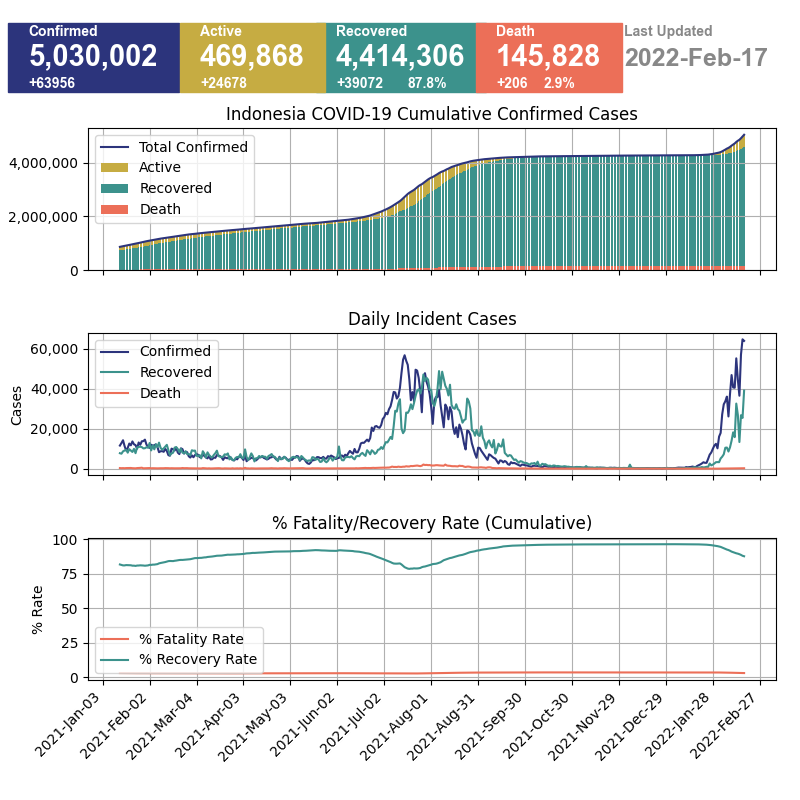 Confirmed Active Recovered Death Last Updated
5,030,002 469,868 4,414,306 145,828 2022-Feb-17
+63956 +24678 +39072 87.8% +206 2.9%
Indonesia COVID-19 Cumulative Confirmed Cases
Total Confirmed
Active
Recovered
Death
4,000,000
2,000,000
0
Daily Incident Cases
Confirmed
Recovered
Death
60,000
40,000
20,000
0
Cases
% Fatality/Recovery Rate (Cumulative)
100
75
50
25
0
% Rate
% Fatality Rate
% Recovery Rate
2021-Jan-03
2021-Feb-02
2021-Mar-04
2021-Apr-03
2021-May-03
2021-Jun-02
2021-Jul-02
2021-Aug-01
2021-Aug-31
2021-Sep-30
2021-Oct-30
2021-Nov-29
2021-Dec-29
2022-Jan-28
2022-Feb-27